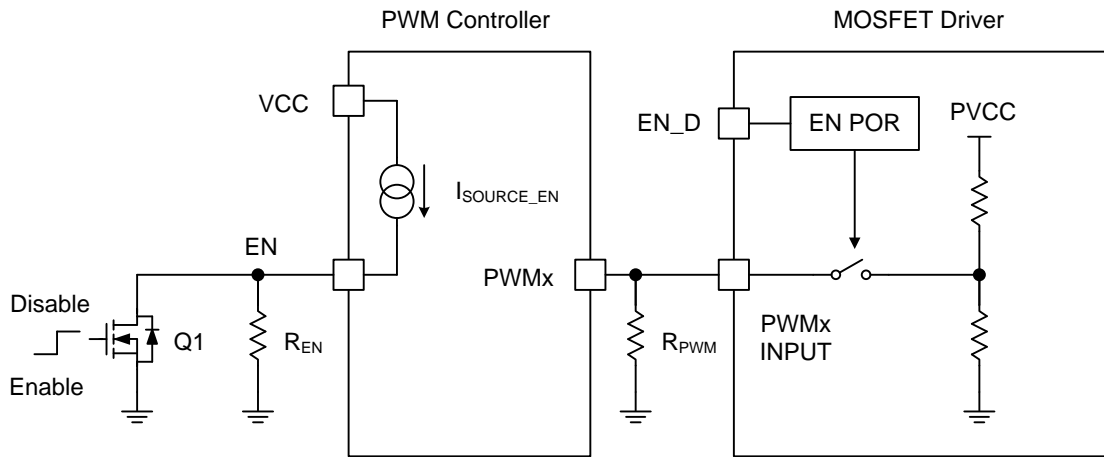 PWM Controller
MOSFET Driver
VCC
EN_D
EN POR
PVCC
ISOURCE_EN
EN
PWMx
Disable
Enable
Q1
REN
RPWM
PWMx
INPUT